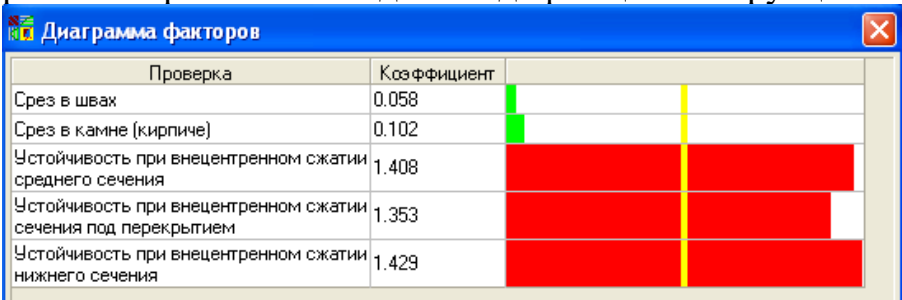 Диаграмма факторов
Проверка Коэффициент
Срез в швах 0.058
Срез в камне (кирпиче) 0.102
Устойчивость при внецентренном сжатии
среднего сечения 1.408
Устойчивость при внецентренном сжатии
сечения под перекрытием 1.353
Устойчивость при внецентренном сжатии
нижнего сечения 1.429